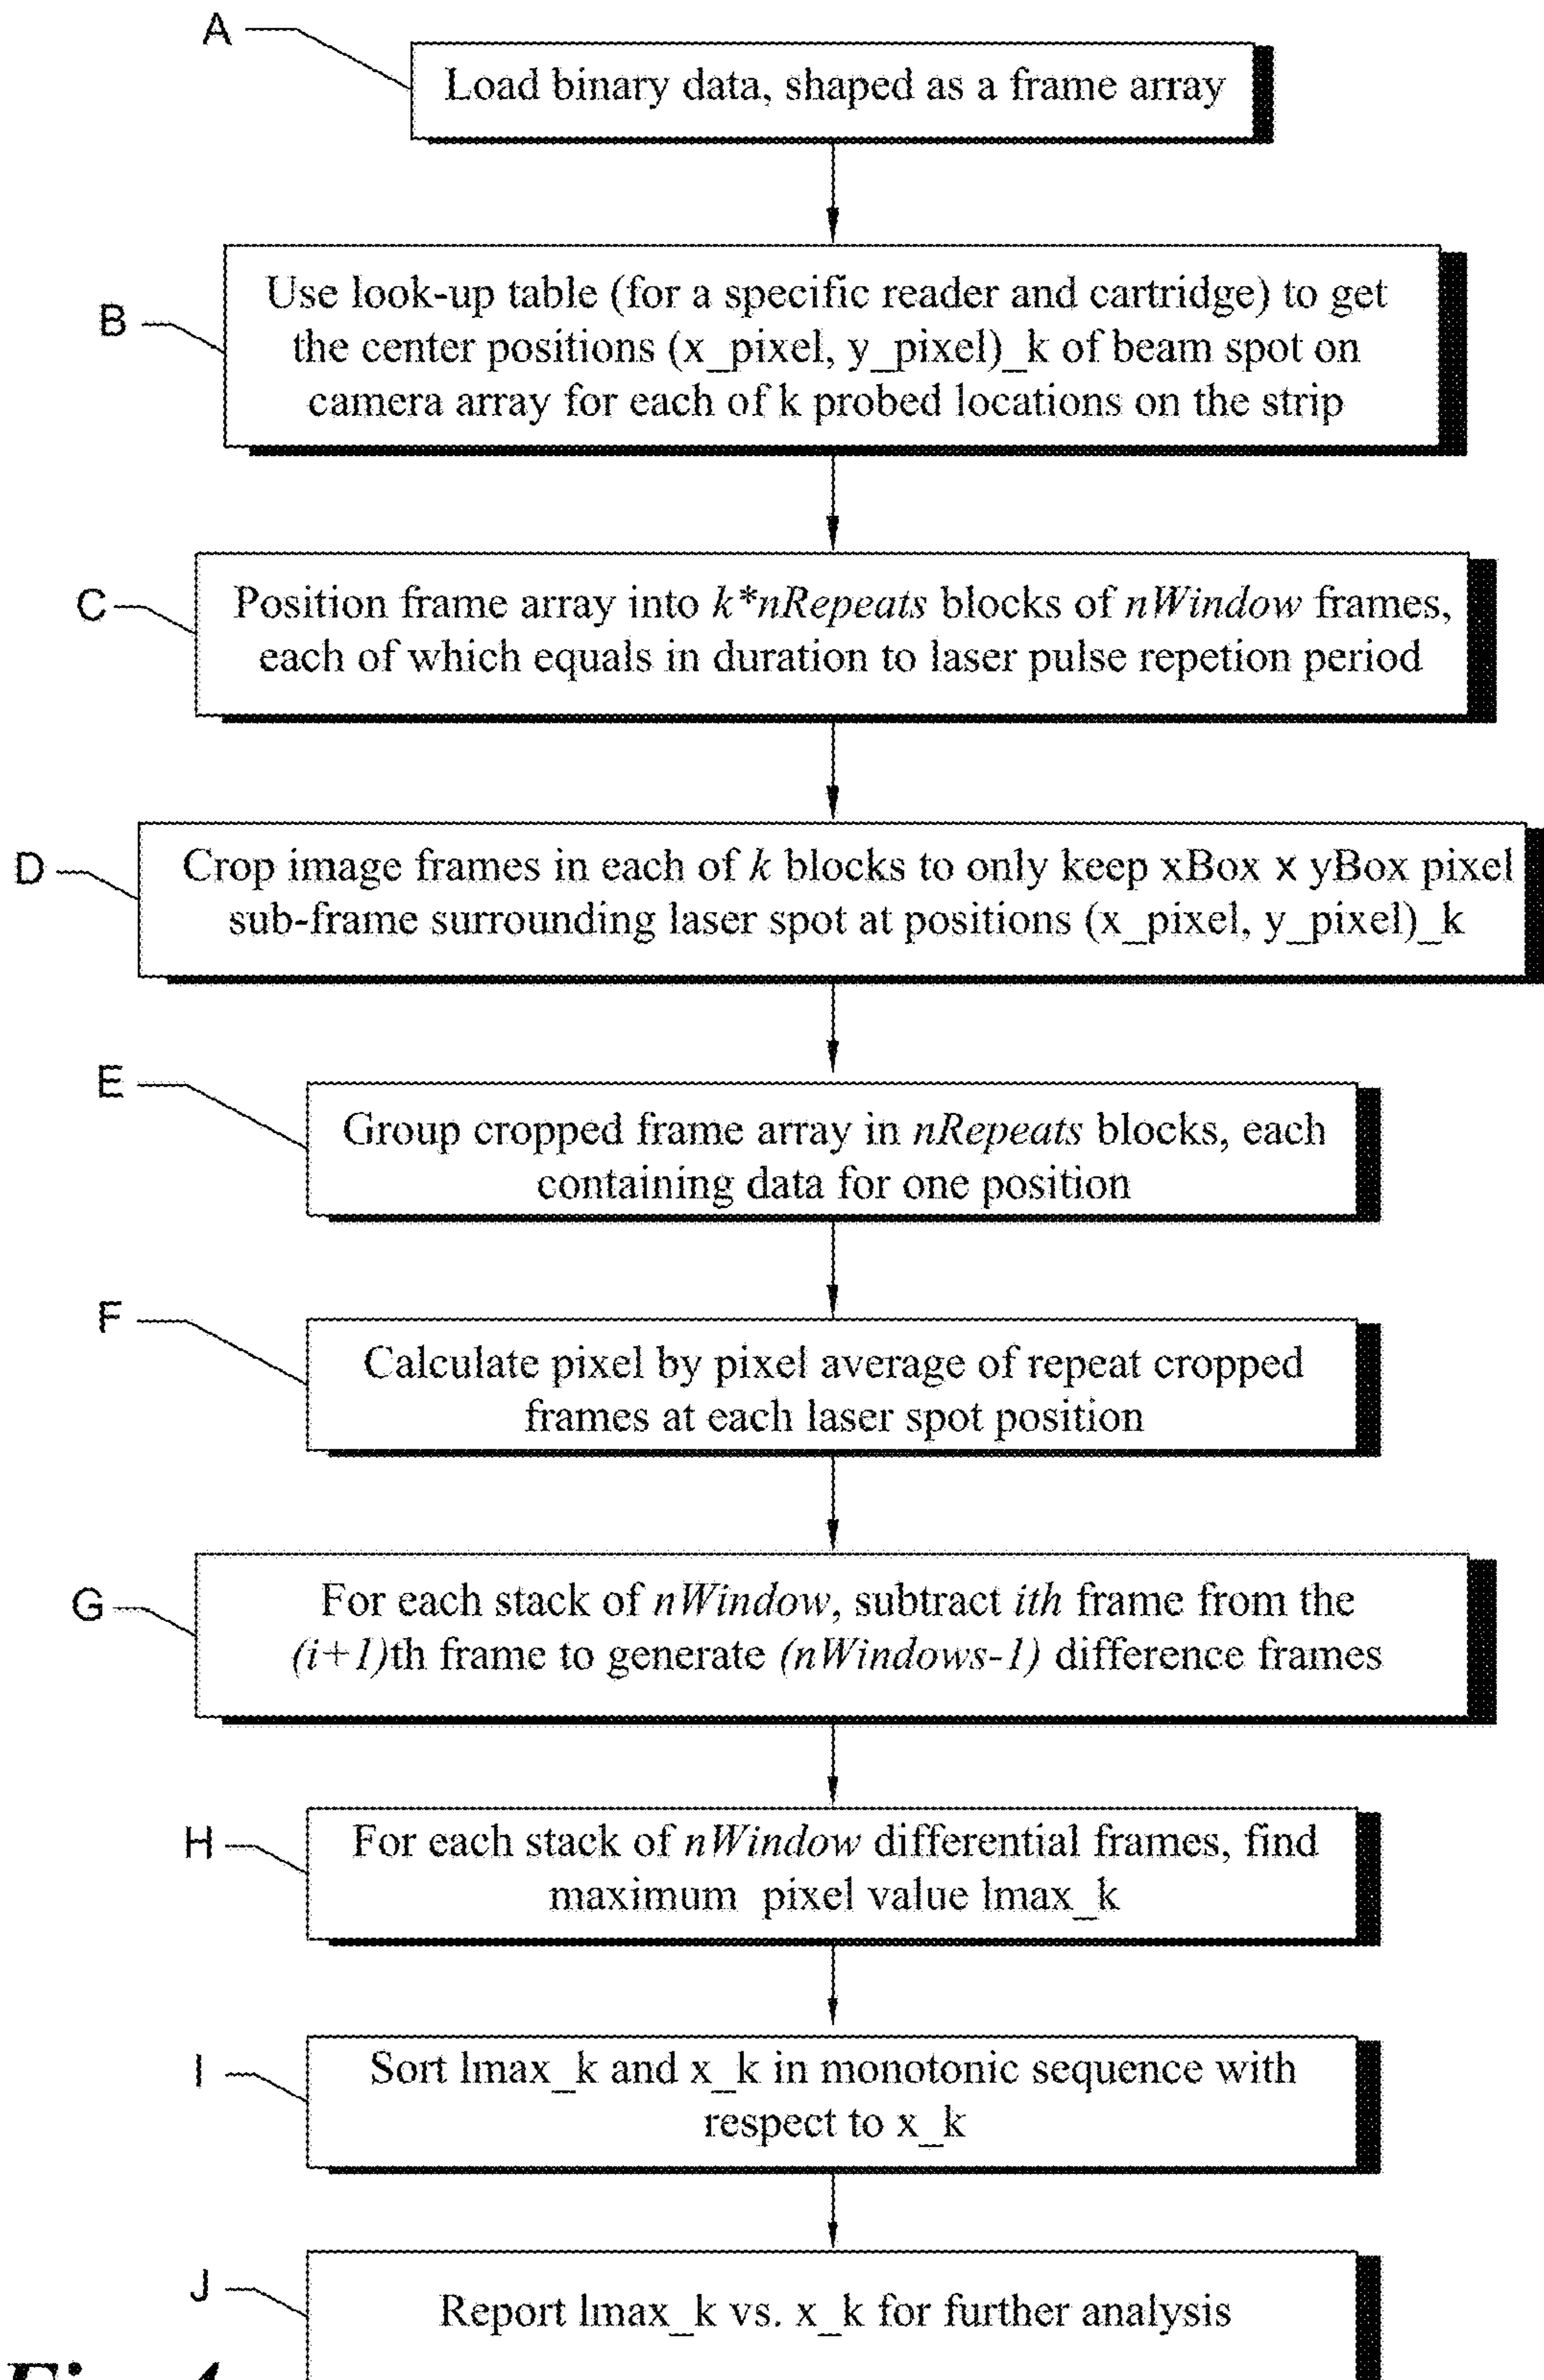 A
Load binary data, shaped as a frame array
B
Use look-up table (for a specific reader and cartridge) to get
the center positions (x_pixel, y_pixel)_k of beam spot on
camera array for each of k probed locations on the strip
C
Position frame array into k*nRepeats blocks of nWindow frames,
each of which equals in duration to laser pulse repetion period
D
Crop image frames in each of k blocks to only keep xBox x yBox pixel
sub-frame surrounding laser spot at positions (x_pixel, y_pixel)_k
E
Group cropped frame array in nRepeats blocks, each
containing data for one position
F
Calculate pixel by pixel average of repeat cropped
frames at each laser spot position
G
For each stack of nWindow, subtract ith frame from the
(i+1)th frame to generate (nWindows-1) difference frames
H
For each stack of nWindow differential frames, find
maximum pixel value lmax_k
I
Sort lmax_k and x_k in monotonic sequence with
respect to x_k
J
Report lmax_k vs. x_k for further analysis